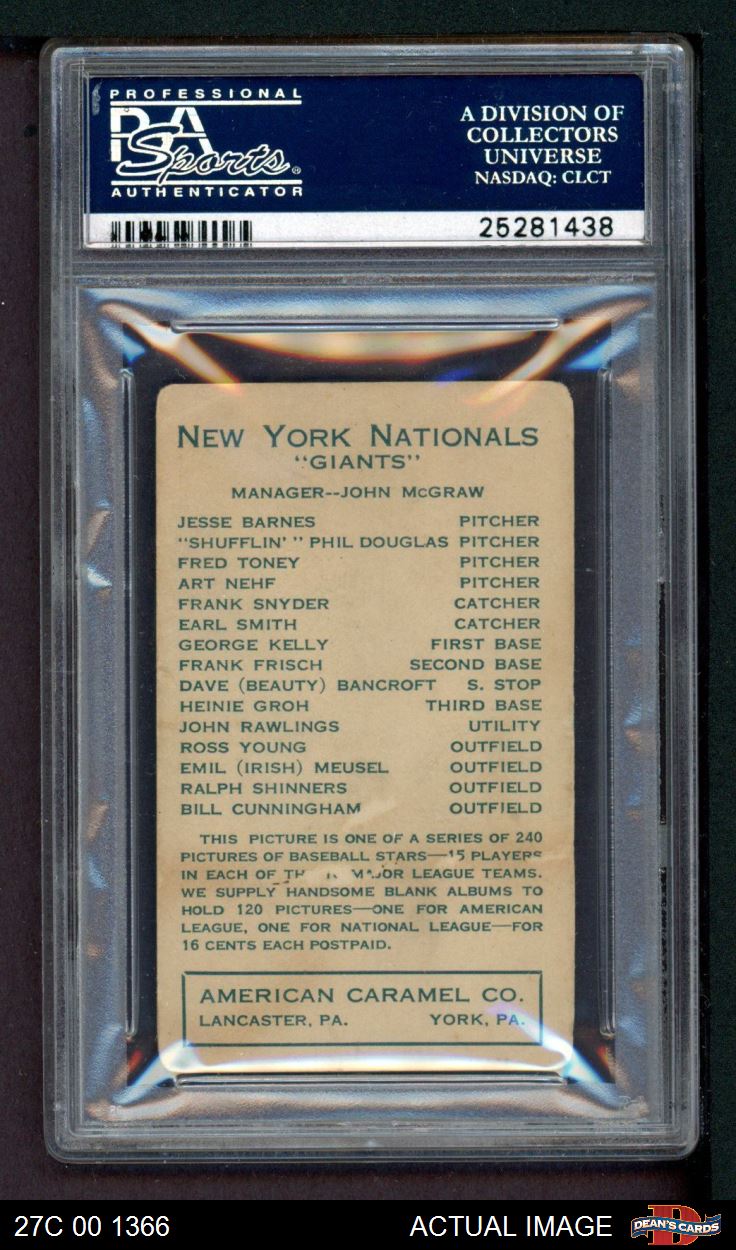 PROFESSIONAL
PSA
Sports®
AUTHENTICATOR
A DIVISION OF
COLLECTORS
UNIVERSE
NASDAQ: CLCT
25281438
NEW YORK NATIONALS
"GIANTS"
MANAGER--JOHN McGRAW
JESSE BARNES PITCHER
"SHUFFLIN' " PHIL DOUGLAS PITCHER
FRED TONEY PITCHER
ART NEHF PITCHER
FRANK SNYDER CATCHER
EARL SMITH CATCHER
GEORGE KELLY FIRST BASE
FRANK FRISCH SECOND BASE
DAVE (BEAUTY) BANCROFT S. STOP
HEINIE GROH THIRD BASE
JOHN RAWLINGS UTILITY
ROSS YOUNG OUTFIELD
EMIL (IRISH) MEUSEL OUTFIELD
RALPH SHINNERS OUTFIELD
BILL CUNNINGHAM OUTFIELD
THIS PICTURE IS ONE OF A SERIES OF 240
PICTURES OF BASEBALL STARS—15 PLAYERS
IN EACH OF MAJOR LEAGUE TEAMS.
WE SUPPLY HANDSOME BLANK ALBUMS TO
HOLD 120 PICTURES—ONE FOR AMERICAN
LEAGUE, ONE FOR NATIONAL LEAGUE—FOR
16 CENTS EACH POSTPAID.
AMERICAN CARAMEL CO.
LANCASTER, PA. YORK, PA.
27C 00 1366 ACTUAL IMAGE DEAN'S CARDS